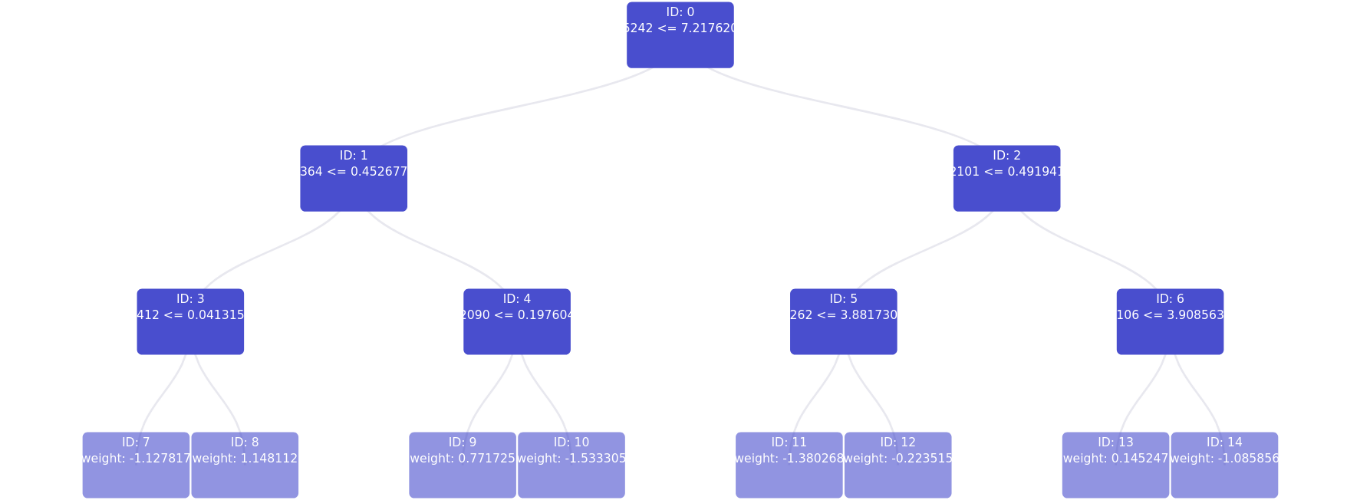 ID: 0
5242 <= 7.217620
ID: 1
364 <= 0.452677
ID: 2
2101 <= 0.491941
ID: 3
412 <= 0.041315
ID: 4
2090 <= 0.197604
ID: 5
262 <= 3.881730
ID: 6
106 <= 3.908563
ID: 7
weight: -1.127817
ID: 8
weight: 1.148112
ID: 9
weight: 0.771725
ID: 10
weight: -1.533305
ID: 11
weight: -1.380268
ID: 12
weight: -0.223515
ID: 13
weight: 0.145247
ID: 14
weight: -1.085856